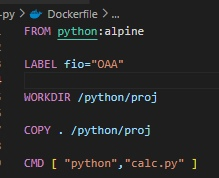 -py > Dockerfile > ...
FROM python:alpine
LABEL fio="OAA"
WORKDIR /python/proj
COPY . /python/proj
CMD [ "python","calc.py" ]